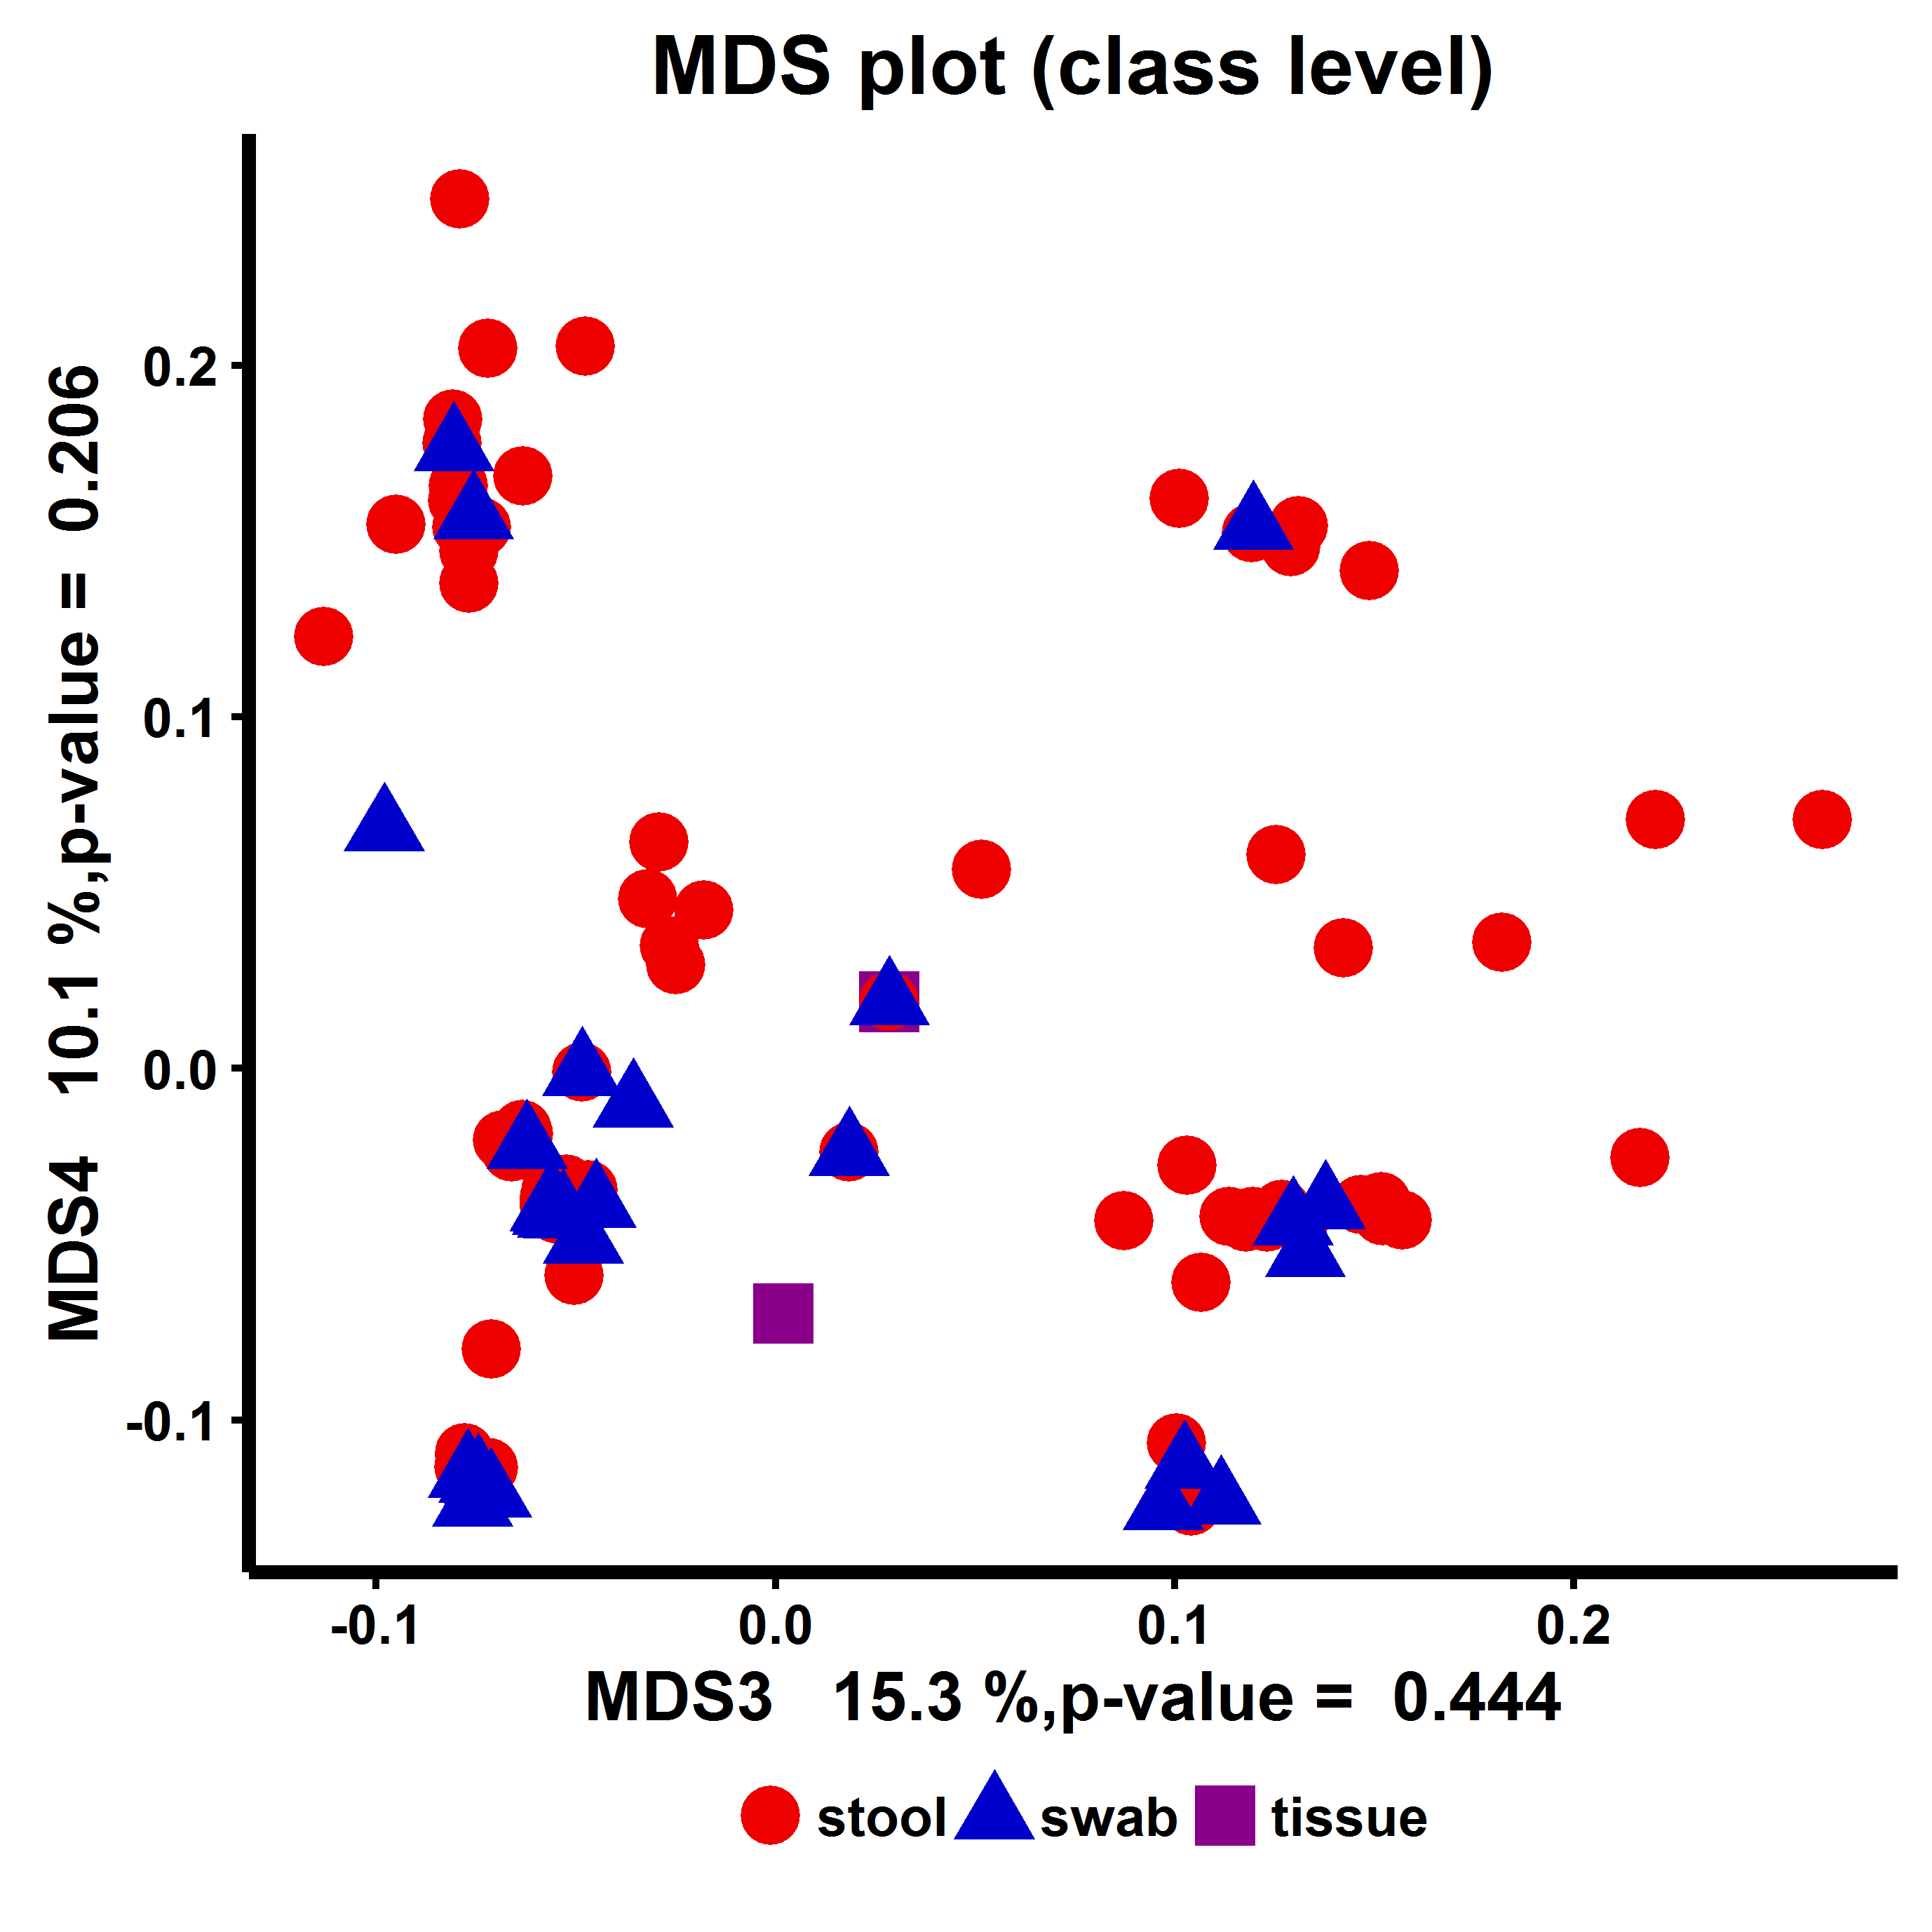 MDS plot (class level)
MDS4  10.1 %,p-value =  0.206
0.2
0.1
0.0
-0.1
-0.1
0.0
0.1
0.2
MDS3   15.3 %,p-value =  0.444
stool swab tissue